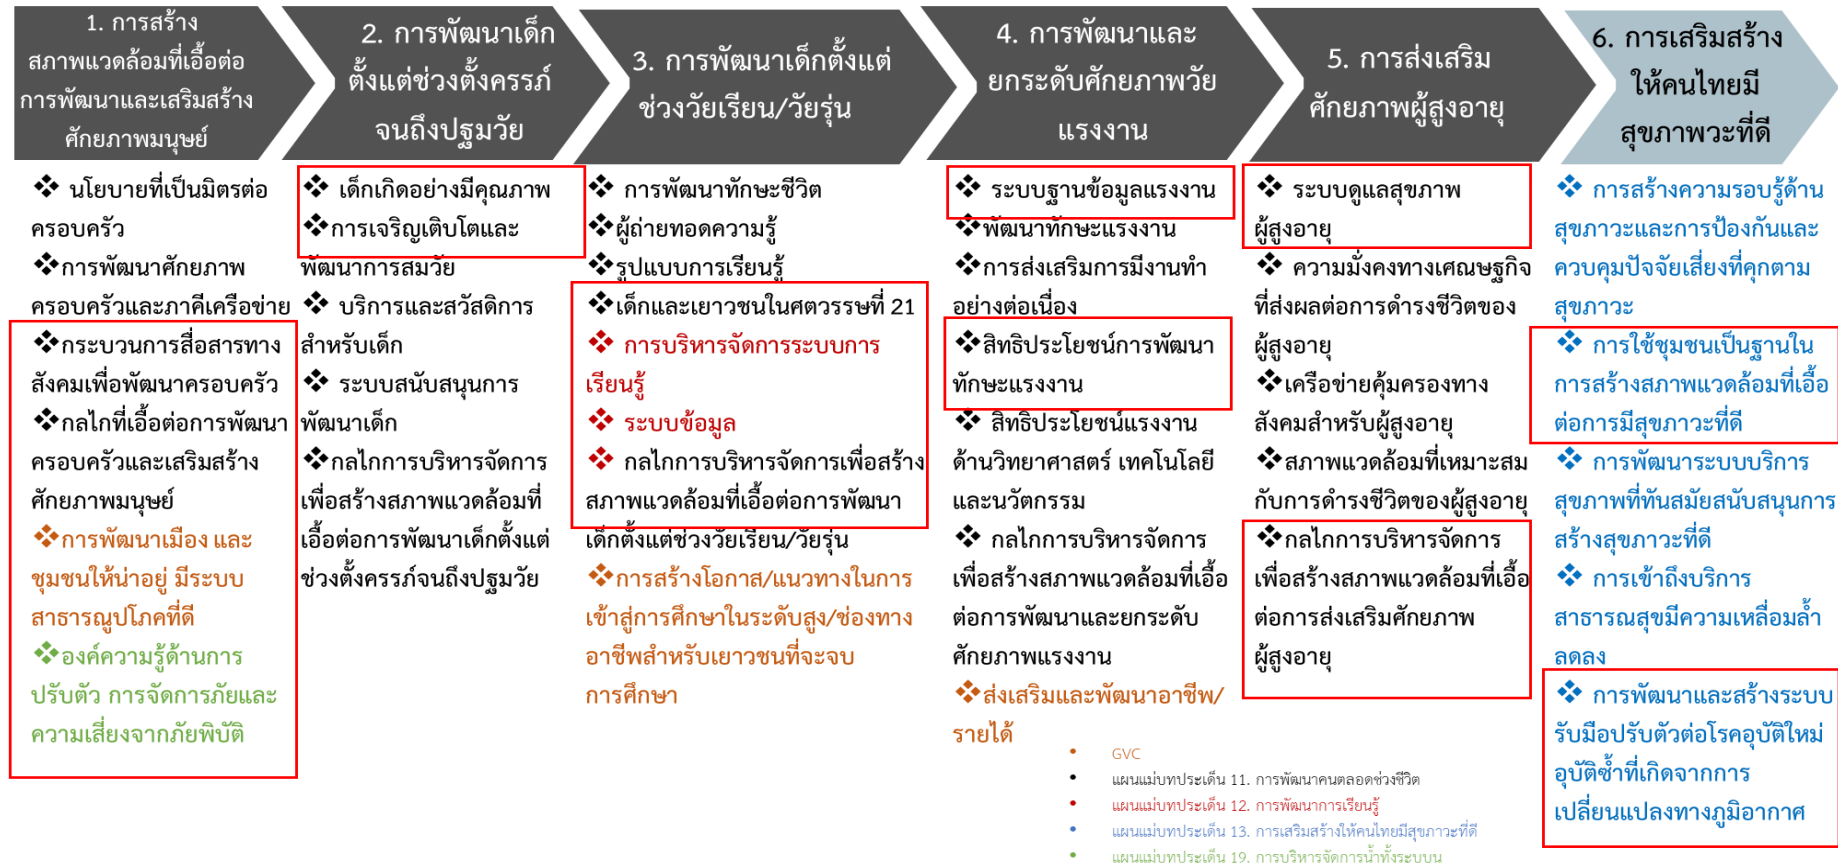 1. การสร้าง
สภาพแวดล้อมที่เอื้อต่อ
การพัฒนาและเสริมสร้าง
ศักยภาพมนุษย์
2. การพัฒนาเด็ก
ตั้งแต่ช่วงตั้งครรภ์
จนถึงปฐมวัย
3. การพัฒนาเด็กตั้งแต่
ช่วงวัยเรียน/วัยรุ่น
4. การพัฒนาและ
ยกระดับศักยภาพวัย
แรงงาน
5. การส่งเสริม
ศักยภาพผู้สูงอายุ
6. การเสริมสร้าง
ให้คนไทยมี
สุขภาพวะที่ดี
❖ นโยบายที่เป็นมิตรต่อ
ครอบครัว
❖การพัฒนาศักยภาพ
ครอบครัวและภาคีเครือข่าย
❖กระบวนการสื่อสารทาง
สังคมเพื่อพัฒนาครอบครัว
❖กลไกที่เอื้อต่อการพัฒนา
ครอบครัวและเสริมสร้าง
ศักยภาพมนุษย์
❖การพัฒนาเมือง และ
ชุมชนให้น่าอยู่ มีระบบ
สาธารณูปโภคที่ดี
❖องค์ความรู้ด้านการ
ปรับตัว การจัดการภัยและ
ความเสี่ยงจากภัยพิบัติ
❖ เด็กเกิดอย่างมีคุณภาพ
❖การเจริญเติบโตและ
พัฒนาการสมวัย
❖ บริการและสวัสดิการ
สำหรับเด็ก
❖ ระบบสนับสนุนการ
พัฒนาเด็ก
❖กลไกการบริหารจัดการ
เพื่อสร้างสภาพแวดล้อมที่
เอื้อต่อการพัฒนาเด็กตั้งแต่
ช่วงตั้งครรภ์จนถึงปฐมวัย
❖ การพัฒนาทักษะชีวิต
❖ผู้ถ่ายทอดความรู้
❖รูปแบบการเรียนรู้
❖เด็กและเยาวชนในศตวรรษที่ 21
❖ การบริหารจัดการระบบการ
เรียนรู้
❖ ระบบข้อมูล
❖ กลไกการบริหารจัดการเพื่อสร้าง
สภาพแวดล้อมที่เอื้อต่อการพัฒนา
เด็กตั้งแต่ช่วงวัยเรียน/วัยรุ่น
❖การสร้างโอกาส/แนวทางในการ
เข้าสู่การศึกษาในระดับสูง/ช่องทาง
อาชีพสำหรับเยาวชนที่จะจบ
การศึกษา
❖ ระบบฐานข้อมูลแรงงาน
❖พัฒนาทักษะแรงงาน
❖การส่งเสริมการมีงานทำ
อย่างต่อเนื่อง
❖สิทธิประโยชน์การพัฒนา
ทักษะแรงงาน
❖ สิทธิประโยชน์แรงงาน
ด้านวิทยาศาสตร์ เทคโนโลยี
และนวัตกรรม
❖ กลไกการบริหารจัดการ
เพื่อสร้างสภาพแวดล้อมที่เอื้อ
ต่อการพัฒนาและยกระดับ
ศักยภาพแรงงาน
❖ส่งเสริมและพัฒนาอาชีพ/
รายได้
❖ ระบบดูแลสุขภาพ
ผู้สูงอายุ
❖ ความมั่งคงทางเศณษฐกิจ
ที่ส่งผลต่อการดำรงชีวิตของ
ผู้สูงอายุ
❖เครือข่ายคุ้มครองทาง
สังคมสำหรับผู้สูงอายุ
❖สภาพแวดล้อมที่เหมาะสม
กับการดำรงชีวิตของผู้สูงอายุ
❖กลไกการบริหารจัดการ
เพื่อสร้างสภาพแวดล้อมที่เอื้อ
ต่อการส่งเสริมศักยภาพ
ผู้สูงอายุ
❖ การสร้างความรอบรู้ด้าน
สุขภาวะและการป้องกันและ
ควบคุมปัจจัยเสี่ยงที่คุกตาม
สุขภาวะ
❖ การใช้ชุมชนเป็นฐานใน
การสร้างสภาพแวดล้อมที่เอื้อ
ต่อการมีสุขภาวะที่ดี
❖ การพัฒนาระบบบริการ
สุขภาพที่ทันสมัยสนับสนุนการ
สร้างสุขภาวะที่ดี
❖ การเข้าถึงบริการ
สาธารณสุขมีความเหลื่อมล้ำ
ลดลง
❖ การพัฒนาและสร้างระบบ
รับมือปรับตัวต่อโรคอุบัติใหม่
อุบัติซ้ำที่เกิดจากการ
เปลี่ยนแปลงทางภูมิอากาศ
• GVC
• แผนแม่บทประเด็น 11. การพัฒนาคนตลอดช่วงชีวิต
• แผนแม่บทประเด็น 12. การพัฒนาการเรียนรู้
• แผนแม่บทประเด็น 13. การเสริมสร้างให้คนไทยมีสุขภาวะที่ดี
• แผนแม่บทประเด็น 19. การบริหารจัดการน้ำทั้งระบบน